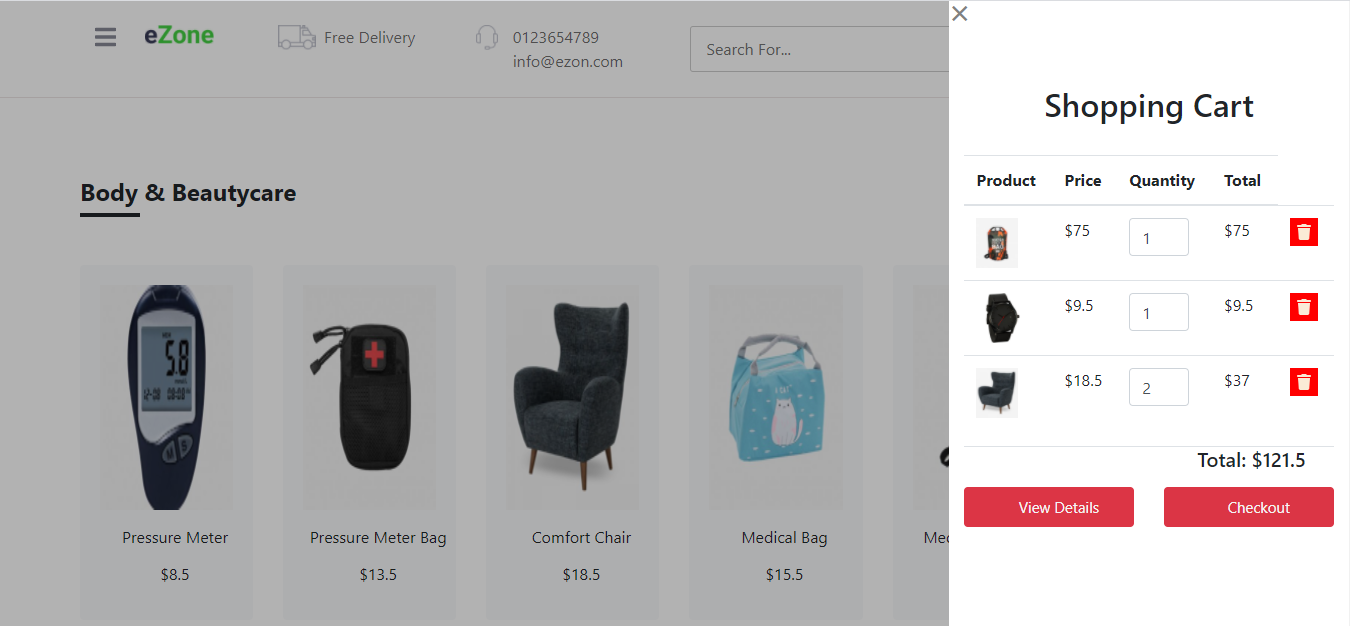 eZone
Free Delivery
0123654789
info@ezon.com
Search For...
Body & Beautycare
5.8
M S
Pressure Meter
$8.5
Pressure Meter Bag
$13.5
Comfort Chair
$18.5
Medical Bag
$15.5
Shopping Cart
Product Price Quantity Total
$75 1 $75
$9.5 1 $9.5
$18.5 2 $37
Total: $121.5
View Details Checkout